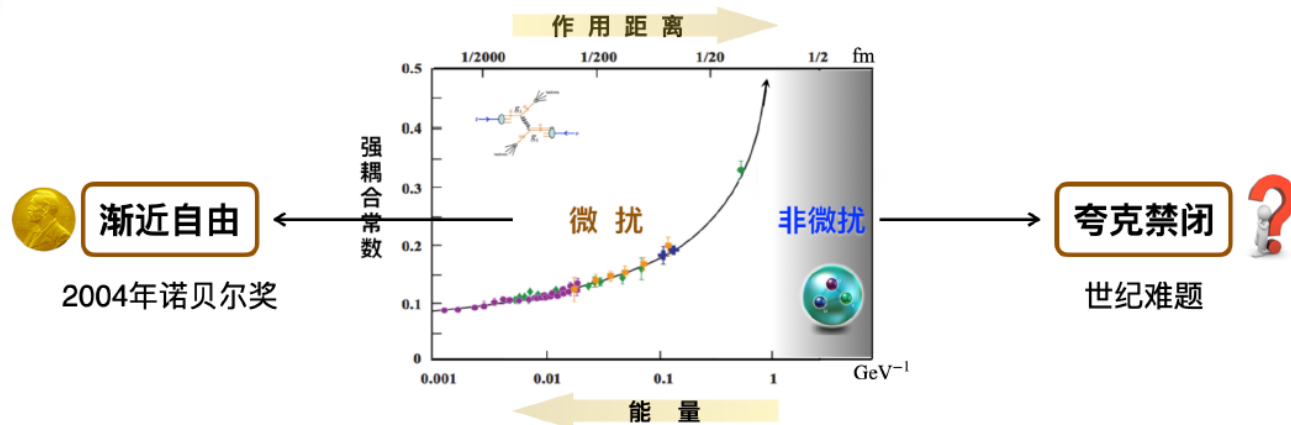 作 用 距 离
1/2000 1/200 1/20 1/2 fm
0.5
0.4
0.3
0.2
0.1
0
强耦合常数
渐近自由
2004年诺贝尔奖
微 扰
非微扰
夸克禁闭
世纪难题
0.001 0.01 0.1 1 GeV⁻¹
能 量